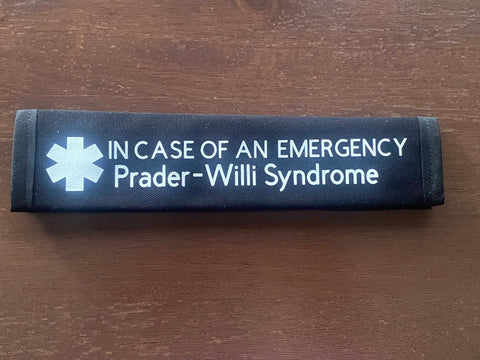 IN CASE OF AN EMERGENCY
Prader-Willi Syndrome